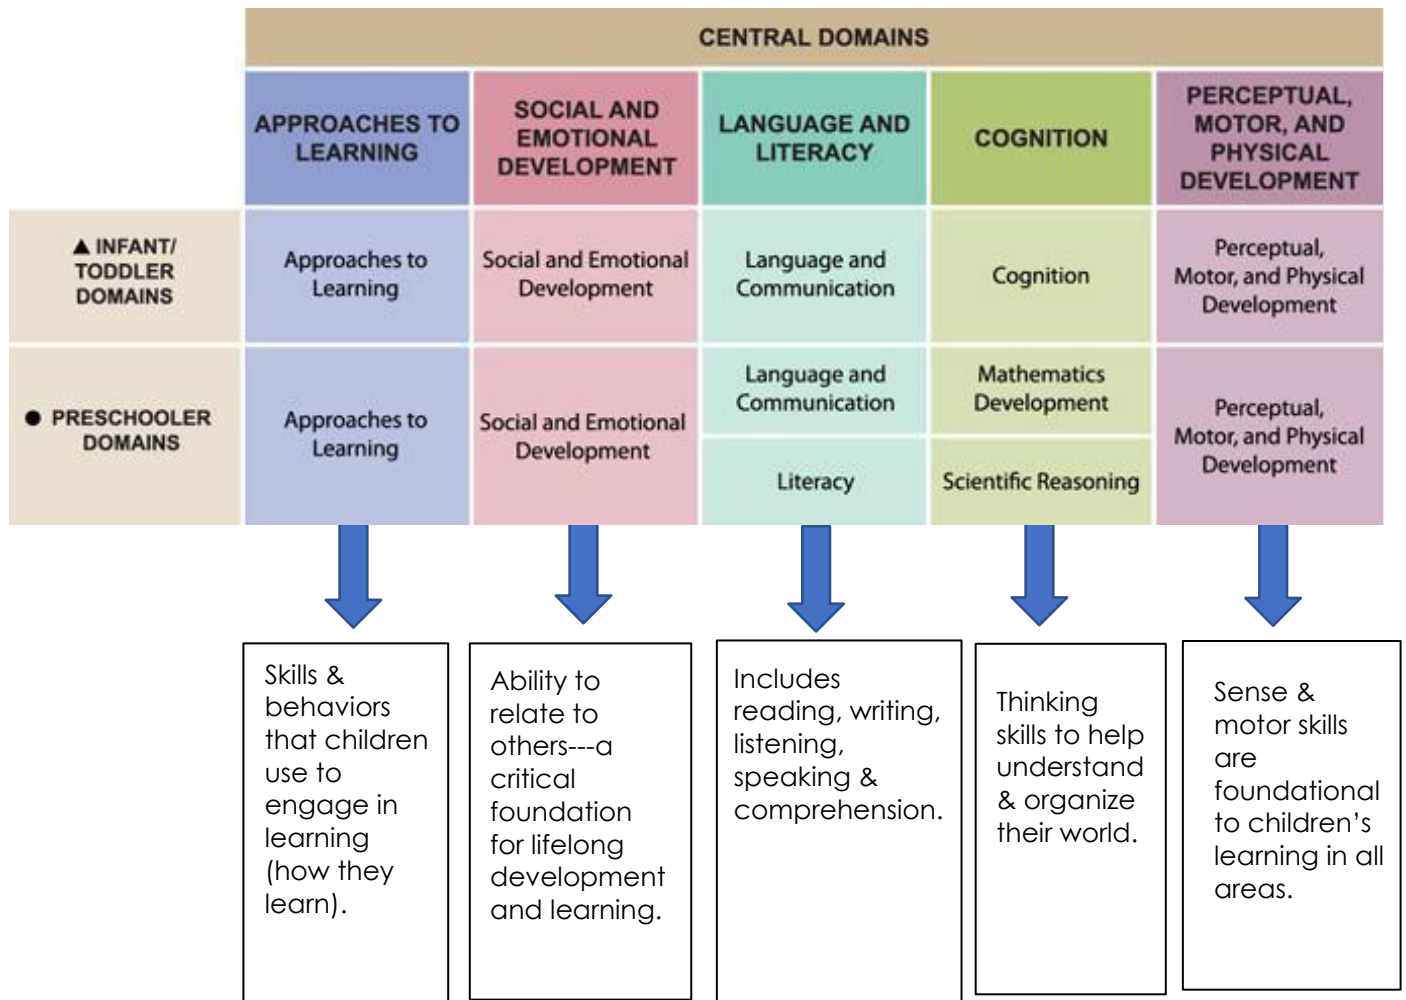 CENTRAL DOMAINS
APPROACHES TO
LEARNING
SOCIAL AND
EMOTIONAL
DEVELOPMENT
LANGUAGE AND
LITERACY
COGNITION
PERCEPTUAL,
MOTOR, AND
PHYSICAL
DEVELOPMENT
▲ INFANT/
TODDLER
DOMAINS
Approaches to
Learning
Social and Emotional
Development
Language and
Communication
Cognition
Perceptual,
Motor, and Physical
Development
● PRESCHOOLER
DOMAINS
Approaches to
Learning
Social and Emotional
Development
Language and
Communication
Literacy
Mathematics
Development
Scientific Reasoning
Perceptual,
Motor, and Physical
Development
Skills &
behaviors
that children
use to
engage in
learning
(how they
learn).
Ability to
relate to
others---a
critical
foundation
for lifelong
development
and learning.
Includes
reading, writing,
listening,
speaking &
comprehension.
Thinking
skills to help
understand
& organize
their world.
Sense &
motor skills
are
foundational
to children’s
learning in all
areas.